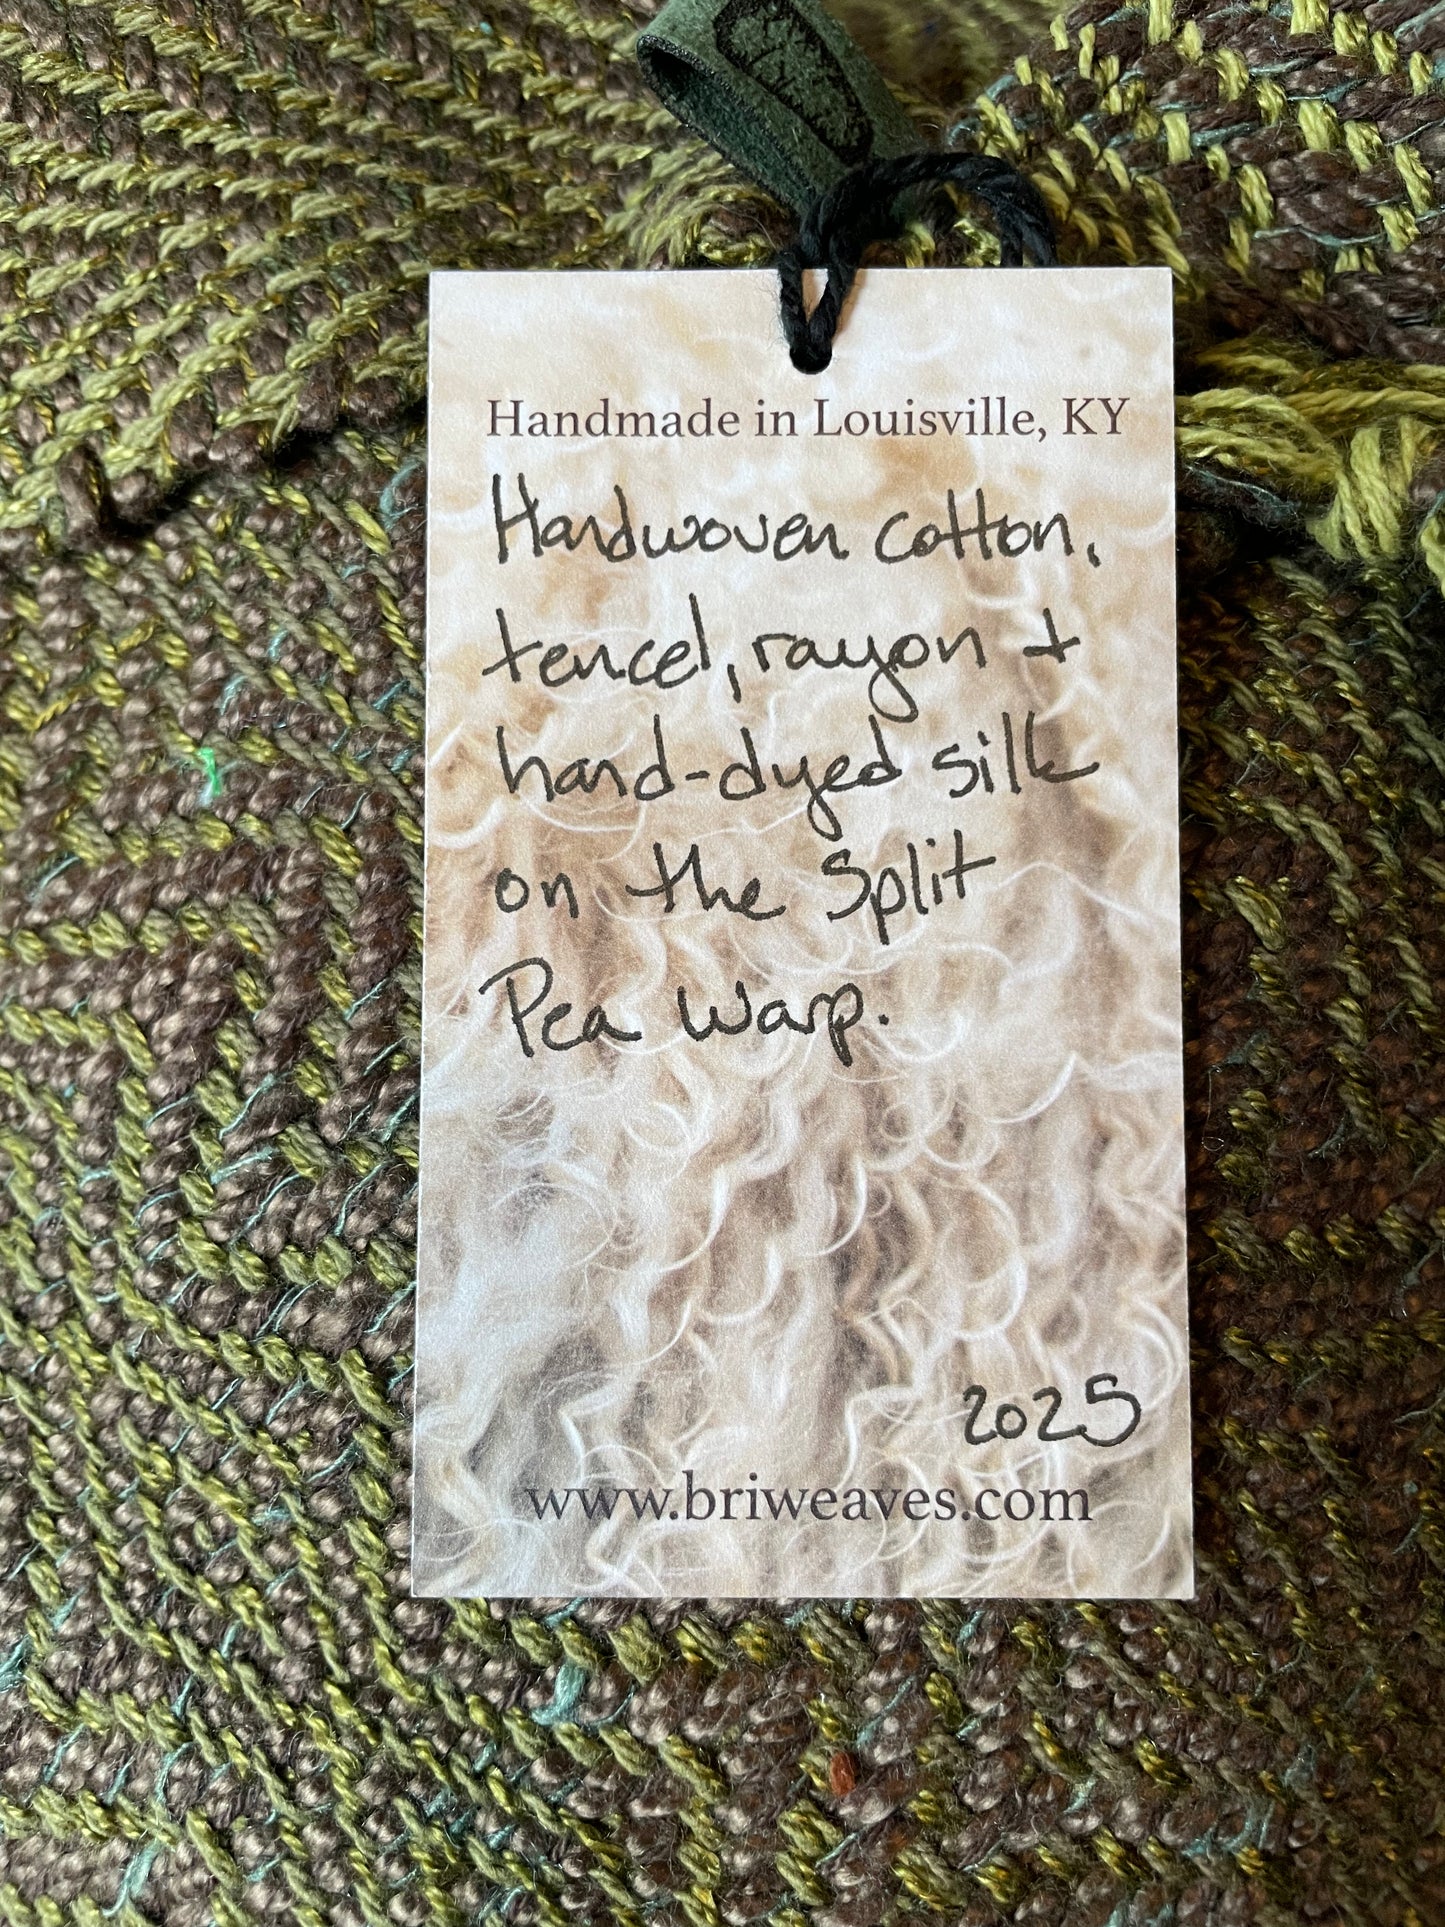 Handmade in Louisville, KY
Handwoven cotton,
tencel, rayon +
hand-dyed silk
on the Split
Pea Warp.
2025
www.briweaves.com